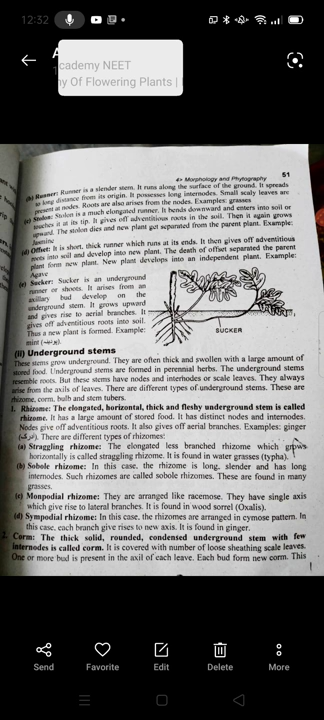 12:32
51
A
cademy NEET
ny Of Flowering Plants |
51
4> Morphology and Phytography
(b) Runner: Runner is a slender stem. It runs along the surface of the ground. It spreads
to long distance from its origin. It possesses long internodes. Small scaly leaves are
present at nodes. Roots are also arises from the nodes. Examples: grasses
(c) Stolon: Stolon is a much elongated runner. It bends downward and enters into soil or
touches it at its tip. It gives off adventitious roots in the soil. Then it again grows
upward. The stolon dies and new plant get separated from the parent plant. Example:
Jasmine
(d) Offset: It is short, thick runner which runs at its ends. It then gives off adventitious
roots into soil and develop into new plant. The death of offset separated the parent
plant from new plant. New plant develops into an independent plant. Example:
Agave
(e) Sucker: Sucker is an underground
runner or shoots. It arises from an
axillary bud develop on the
underground stem. It grows upward
and gives rise to aerial branches. It
gives off adventitious roots into soil.
Thus a new plant is formed. Example:
mint
SUCKER
(II) Underground stems
These stems grow underground. They are often thick and swollen with a large amount of
stored food. Underground stems are formed in perennial herbs. The underground stems
resemble roots. But these stems have nodes and interhodes or scale leaves. They always
arise from the axils of leaves. There are different types of underground stems. These are
rhizome, corm, bulb and stem tubers.
1. Rhizome: The elongated, horizontal, thick and fleshy underground stem is called
rhizome. It has a large amount of stored food. It has distinct nodes and internodes.
Nodes give off adventitious roots. It also gives off aerial branches. Examples: ginger
There are different types of rhizomes:
(a) Straggling rhizome: The elongated less branched rhizome which grows
horizontally is called straggling rhizome. It is found in water grasses (typha).
(b) Sobole rhizome: In this case, the rhizome is long, slender and has long
internodes. Such rhizomes are called sobole rhizomes. These are found in many
grasses.
(c) Monpodial rhizome: They are arranged like racemose. They have single axis
which give rise to lateral branches. It is found in wood sorrel (Oxalis).
(d) Sympodial rhizome: In this case, the rhizomes are arranged in cymose pattern. In
this case, each branch give rises to new axis. It is found in ginger.
Corm: The thick solid, rounded, condensed underground stem with few
internodes is called corm. It is covered with number of loose sheathing scale leaves.
One or more bud is present in the axil of each leave. Each bud form new corm. This
Send
Favorite
Edit
Delete
More